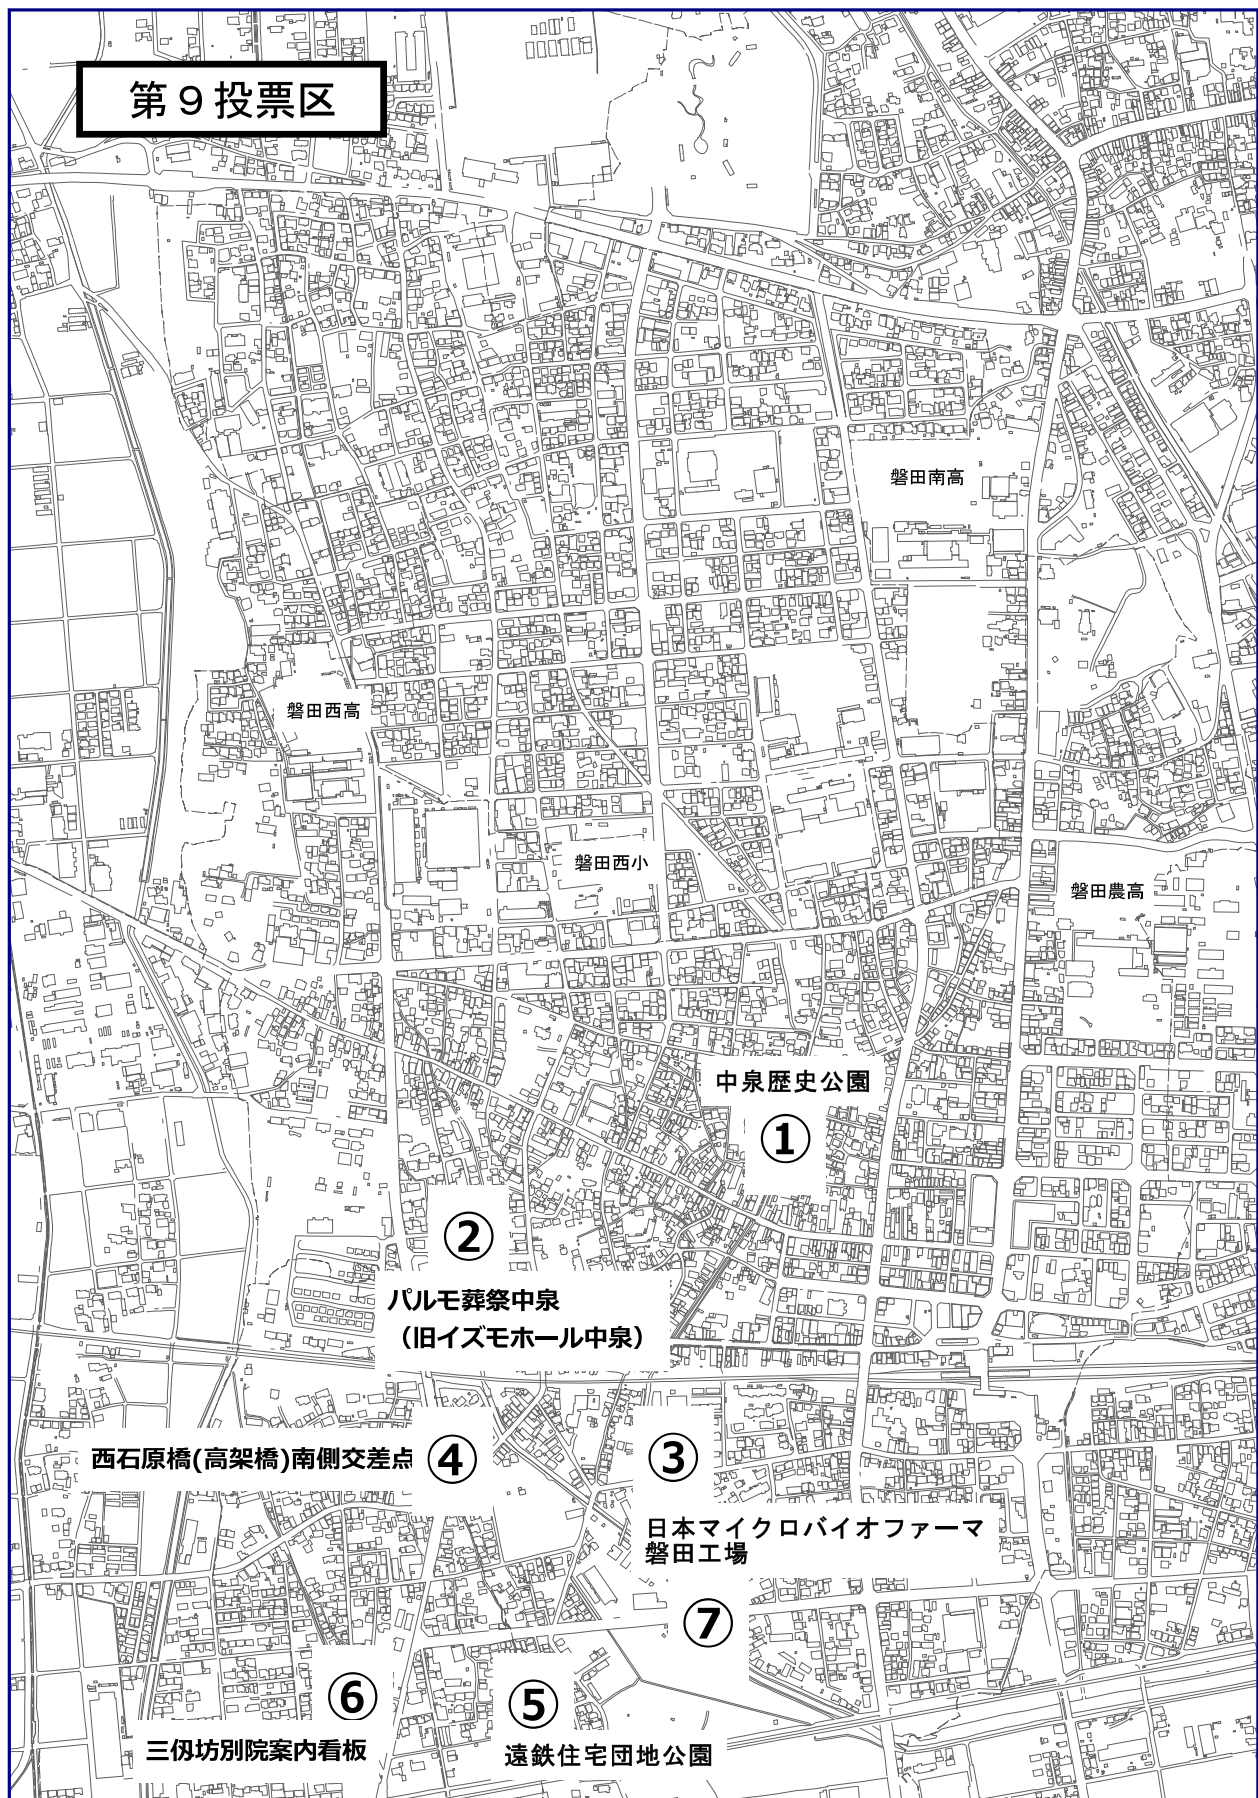 第９投票区
磐田南高
磐田西高
磐田西小
磐田農高
中泉歴史公園
①
②
パルモ葬祭中泉
（旧イズモホール中泉）
西石原橋(高架橋)南側交差点
④
③
日本マイクロバイオファーマ
磐田工場
⑦
⑥
三仭坊別院案内看板
⑤
遠鉄住宅団地公園